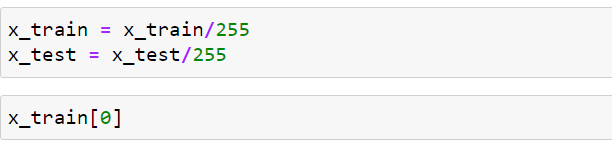 x_train = x_train/255
x_test = x_test/255
x_train[0]